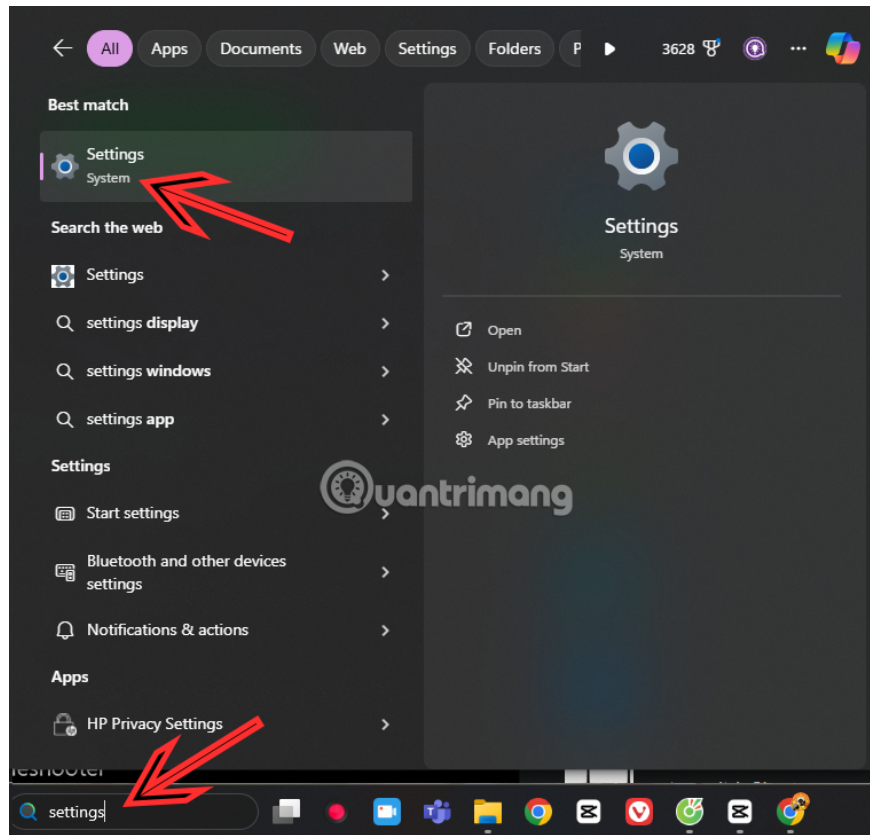 All Apps Documents Web Settings Folders P 3628
Best match
Settings
System
Search the web
Settings
settings display
settings windows
settings app
Settings
Start settings
Bluetooth and other devices
settings
Notifications & actions
Apps
HP Privacy Settings
Settings
System
Open
Unpin from Start
Pin to taskbar
App settings
Quantrimang
settings